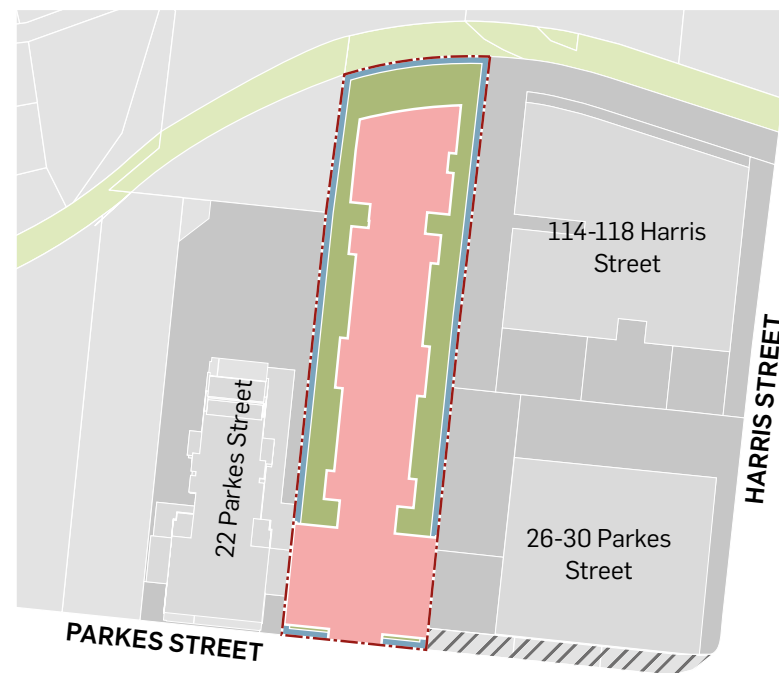 114-118 Harris
Street
HARRIS STREET
22 Parkes Street
26-30 Parkes
Street
PARKES STREET